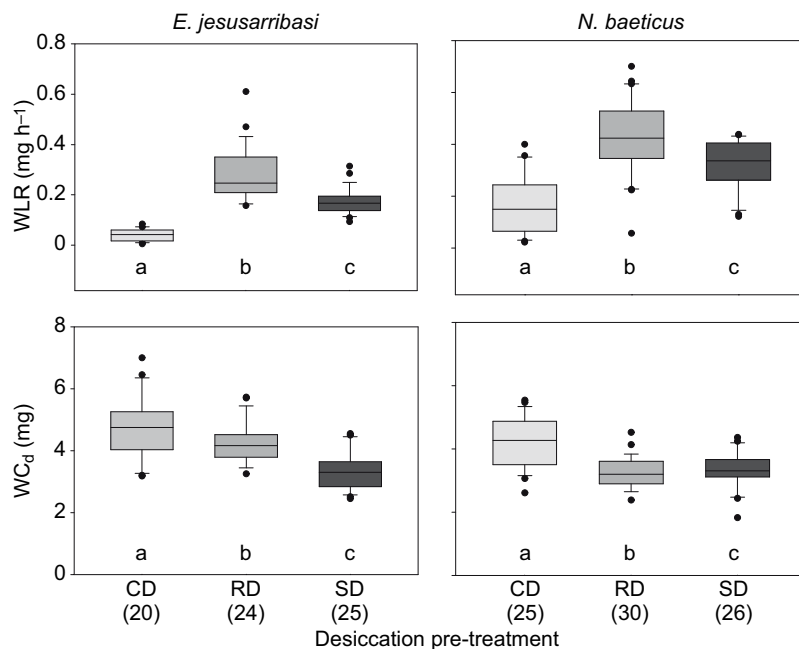 E. jesusarribasi
N. baeticus
WLR (mg h–1)
0.8
0.6
0.4
0.2
0
a b c
a b c
WCd (mg)
8
6
4
2
0
a b c
a b c
CD RD SD
(20) (24) (25)
CD RD SD
(25) (30) (26)
Desiccation pre-treatment